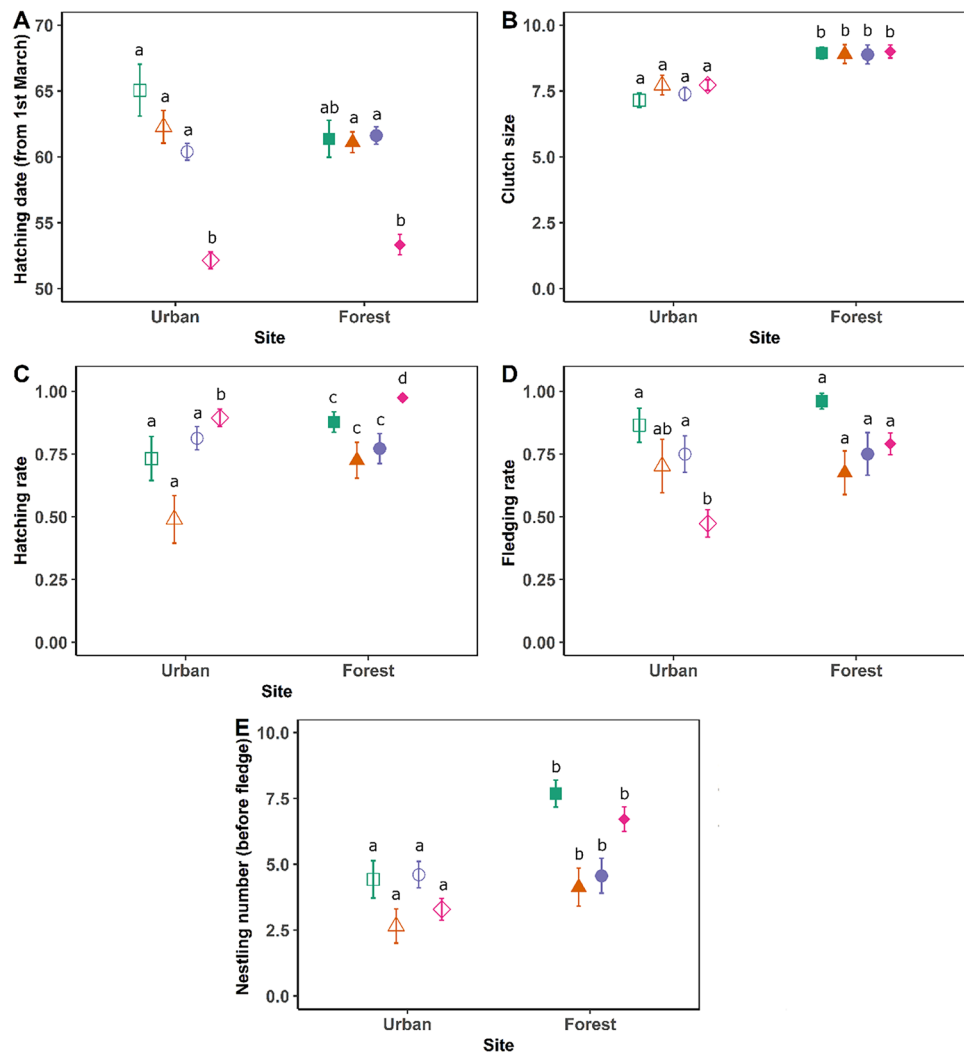 A
70
65
60
55
50
Hatching date (from 1st March)
a
a
a
b
ab
a
a
b
Urban
Forest
Site
B
10.0
7.5
5.0
2.5
0.0
Clutch size
a
a
a
a
b
b
b
b
Urban
Forest
Site
C
1.00
0.75
0.50
0.25
0.00
Hatching rate
a
a
a
b
c
c
c
d
Urban
Forest
Site
D
1.00
0.75
0.50
0.25
0.00
Fledging rate
a
ab
a
b
a
a
a
a
Urban
Forest
Site
E
10.0
7.5
5.0
2.5
0.0
Nestling number (before fledge)
a
a
a
a
b
b
b
b
Urban
Forest
Site